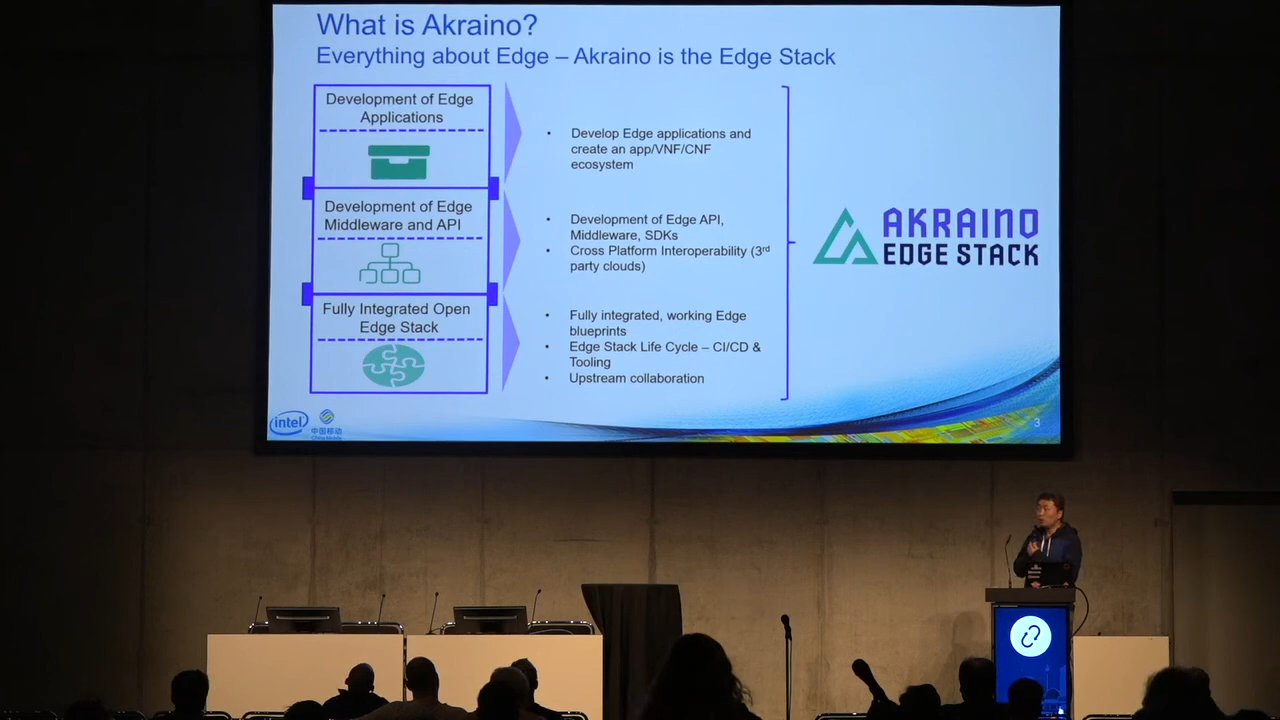 What is Akraino?
Everything about Edge – Akraino is the Edge Stack
Development of Edge
Applications
• Develop Edge applications and
create an app/VNF/CNF
ecosystem
Development of Edge
Middleware and API
• Development of Edge API,
Middleware, SDKs
• Cross Platform Interoperability (3rd
party clouds)
Fully Integrated Open
Edge Stack
• Fully integrated, working Edge
blueprints
• Edge Stack Life Cycle – CI/CD &
Tooling
• Upstream collaboration
AKRAINO
EDGE STACK
intel
中国移动
China Mobile
3